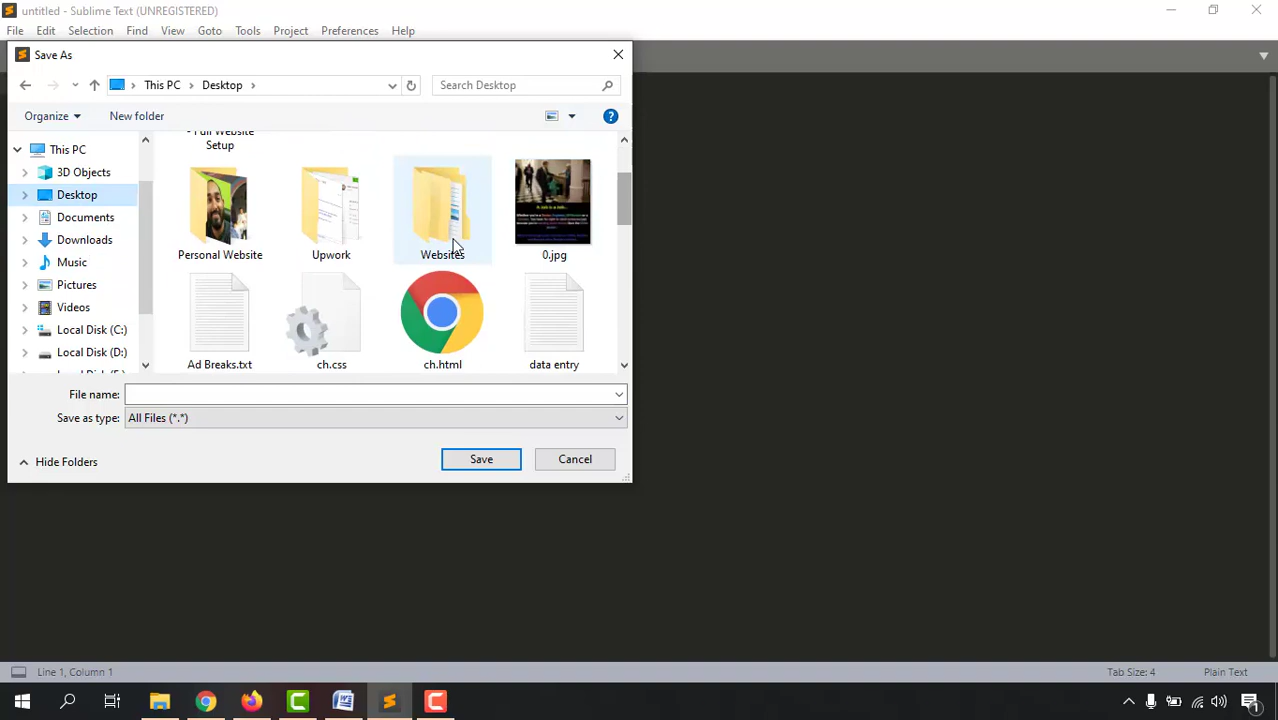 untitled - Sublime Text (UNREGISTERED)
File Edit Selection Find View Goto Tools Project Preferences Help
Save As
This PC > Desktop >
Search Desktop
Organize
New folder
This PC
3D Objects
Desktop
Documents
Downloads
Music
Pictures
Videos
Local Disk (C:)
Local Disk (D:)
- Full Website
Setup
Personal Website
Upwork
Websites
0.jpg
Ad Breaks.txt
ch.css
ch.html
data entry
File name:
Save as type: All Files (*.*)
Hide Folders
Save
Cancel
Line 1, Column 1
Tab Size: 4
Plain Text